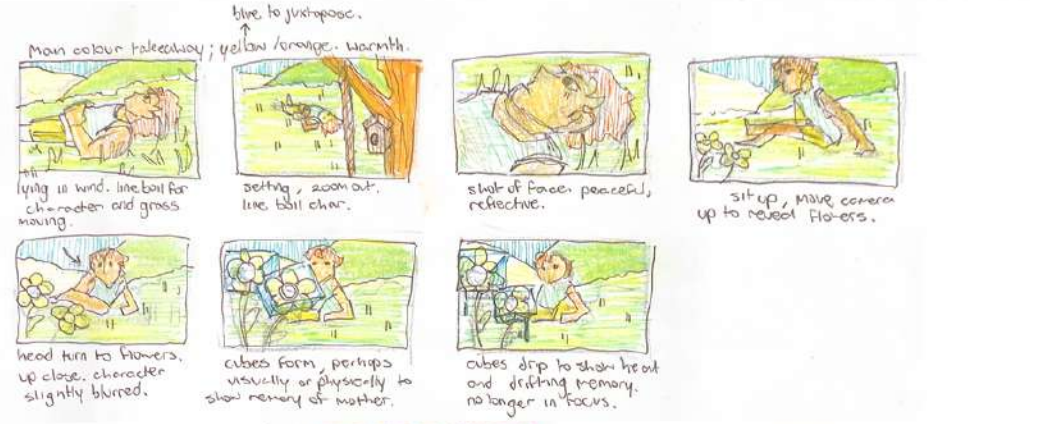 blue to juxtapose.
Main colour takeaway; yellow/orange. warmth.
lying in wind. line boil for
character and grass
moving.
setting, zoom out.
line boil char.
shot of face: peaceful,
reflective.
sit up, move camera
up to reveal flowers.
head turn to flowers.
up close. character
slightly blurred.
cubes form, perhaps
visually or physically to
show memory of mother.
cubes drip to show heat
and drifting memory.
no longer in focus.